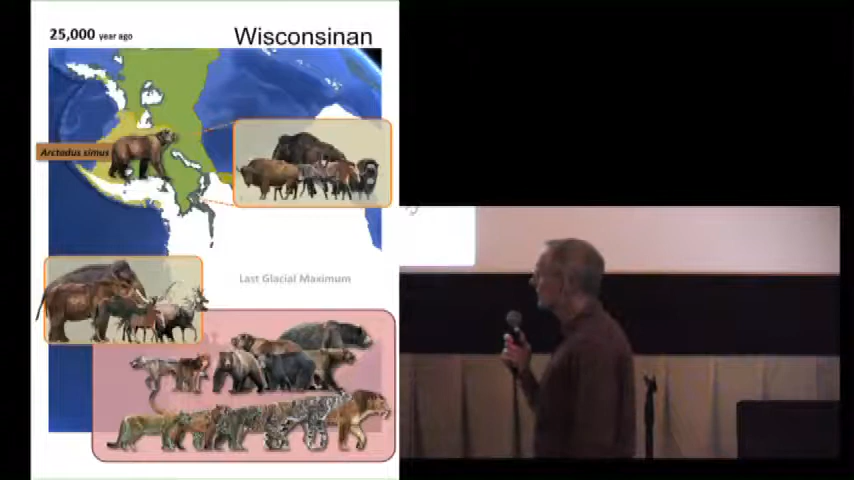 25,000 year ago
Wisconsinan
Arctodus simus
Last Glacial Maximum